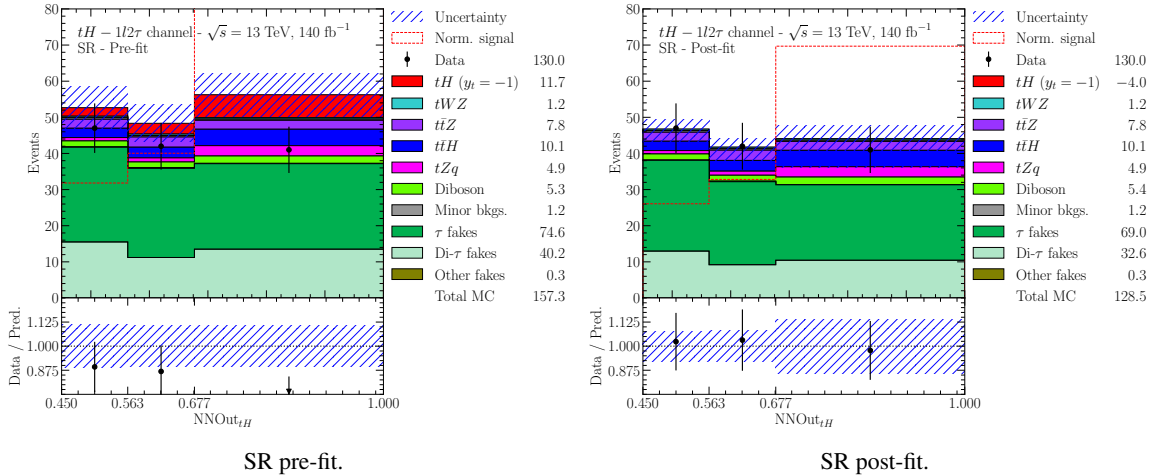 tH − 1l2τ channel - √s = 13 TeV, 140 fb⁻¹
SR - Pre-fit
Events
80
70
60
50
40
30
20
10
0
Data / Pred.
1.125
1.000
0.875
0.450 0.563 0.677 1.000
NNOut_tH
Uncertainty
Norm. signal
Data 130.0
tH (y_t = −1) 11.7
tWZ 1.2
tt̄Z 7.8
tt̄H 10.1
tZq 4.9
Diboson 5.3
Minor bkgs. 1.2
τ fakes 74.6
Di-τ fakes 40.2
Other fakes 0.3
Total MC 157.3
SR pre-fit.
tH − 1l2τ channel - √s = 13 TeV, 140 fb⁻¹
SR - Post-fit
Events
80
70
60
50
40
30
20
10
0
Data / Pred.
1.125
1.000
0.875
0.450 0.563 0.677 1.000
NNOut_tH
Uncertainty
Norm. signal
Data 130.0
tH (y_t = −1) −4.0
tWZ 1.2
tt̄Z 7.8
tt̄H 10.1
tZq 4.9
Diboson 5.4
Minor bkgs. 1.2
τ fakes 69.0
Di-τ fakes 32.6
Other fakes 0.3
Total MC 128.5
SR post-fit.